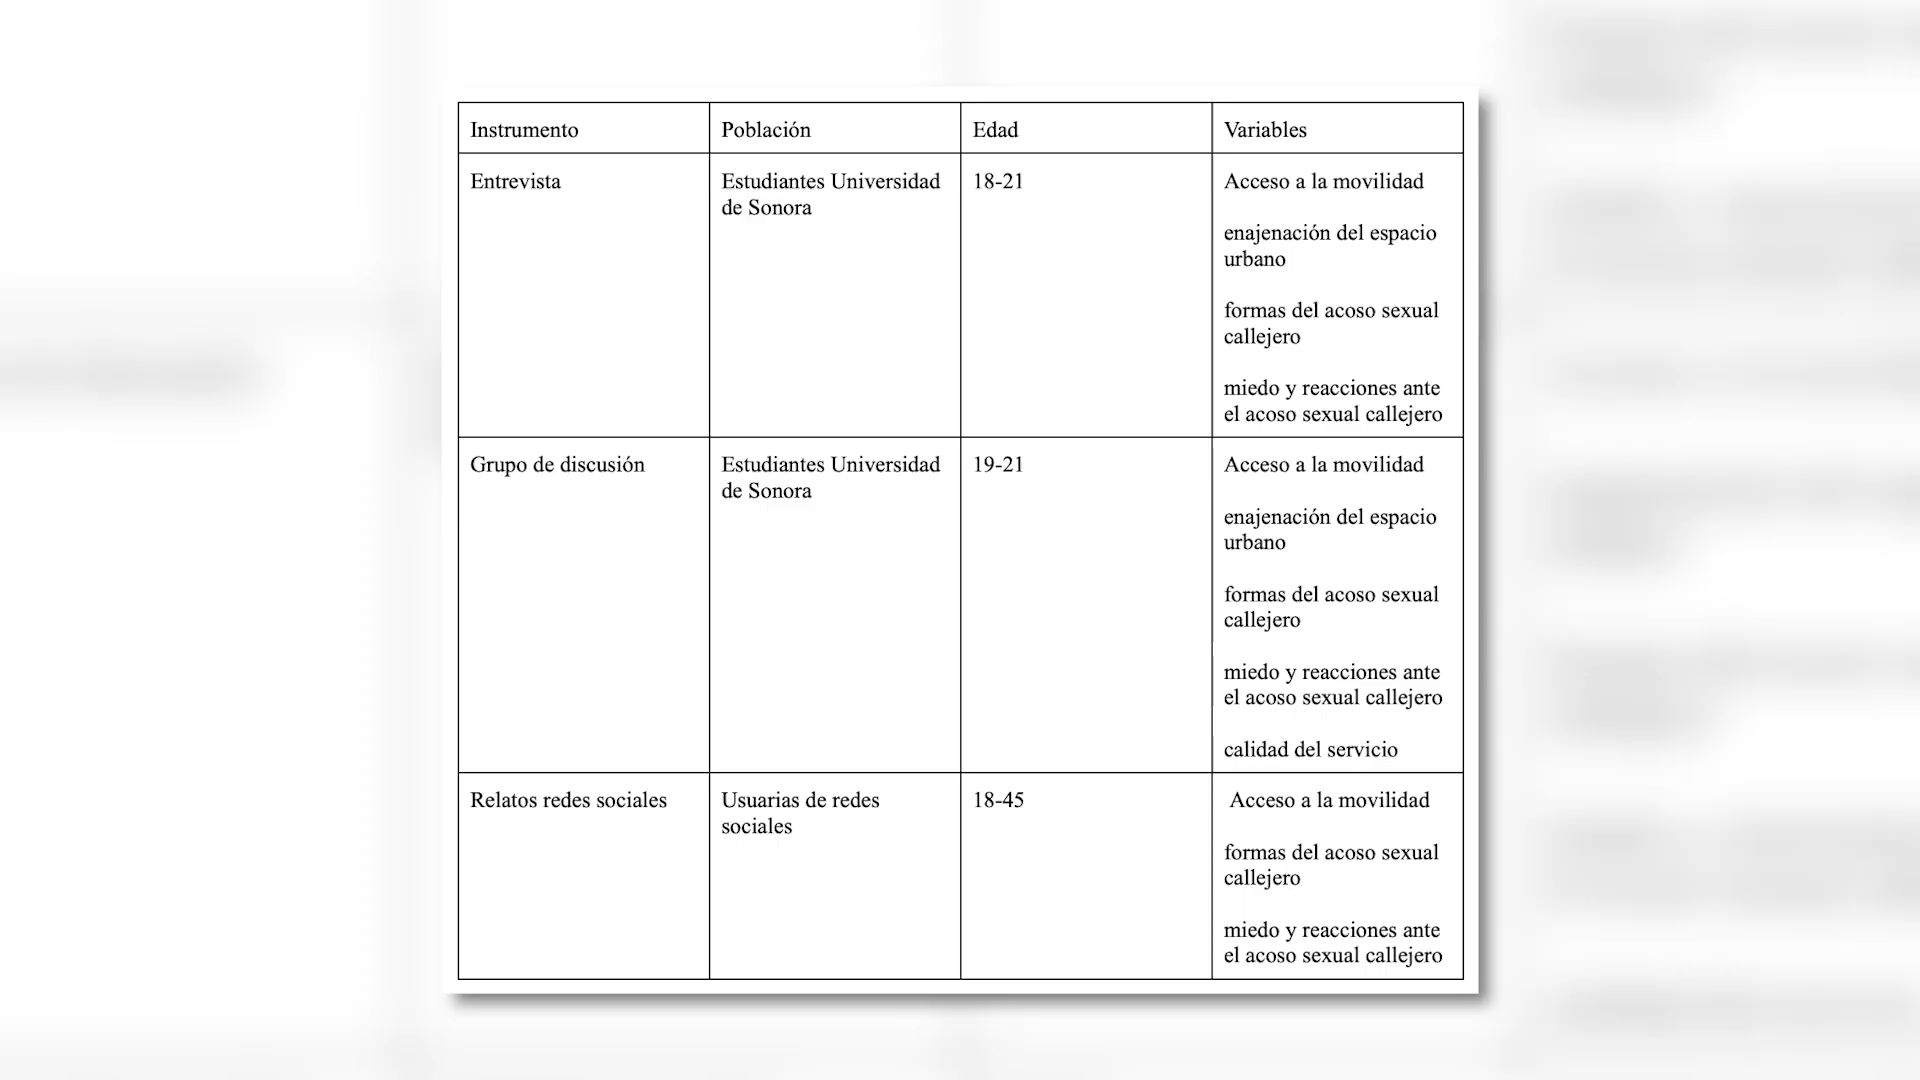 Instrumento
Población
Edad
Variables
Entrevista
Estudiantes Universidad
de Sonora
18-21
Acceso a la movilidad
enajenación del espacio
urbano
formas del acoso sexual
callejero
miedo y reacciones ante
el acoso sexual callejero
Grupo de discusión
Estudiantes Universidad
de Sonora
19-21
Acceso a la movilidad
enajenación del espacio
urbano
formas del acoso sexual
callejero
miedo y reacciones ante
el acoso sexual callejero
calidad del servicio
Relatos redes sociales
Usuarias de redes
sociales
18-45
Acceso a la movilidad
formas del acoso sexual
callejero
miedo y reacciones ante
el acoso sexual callejero